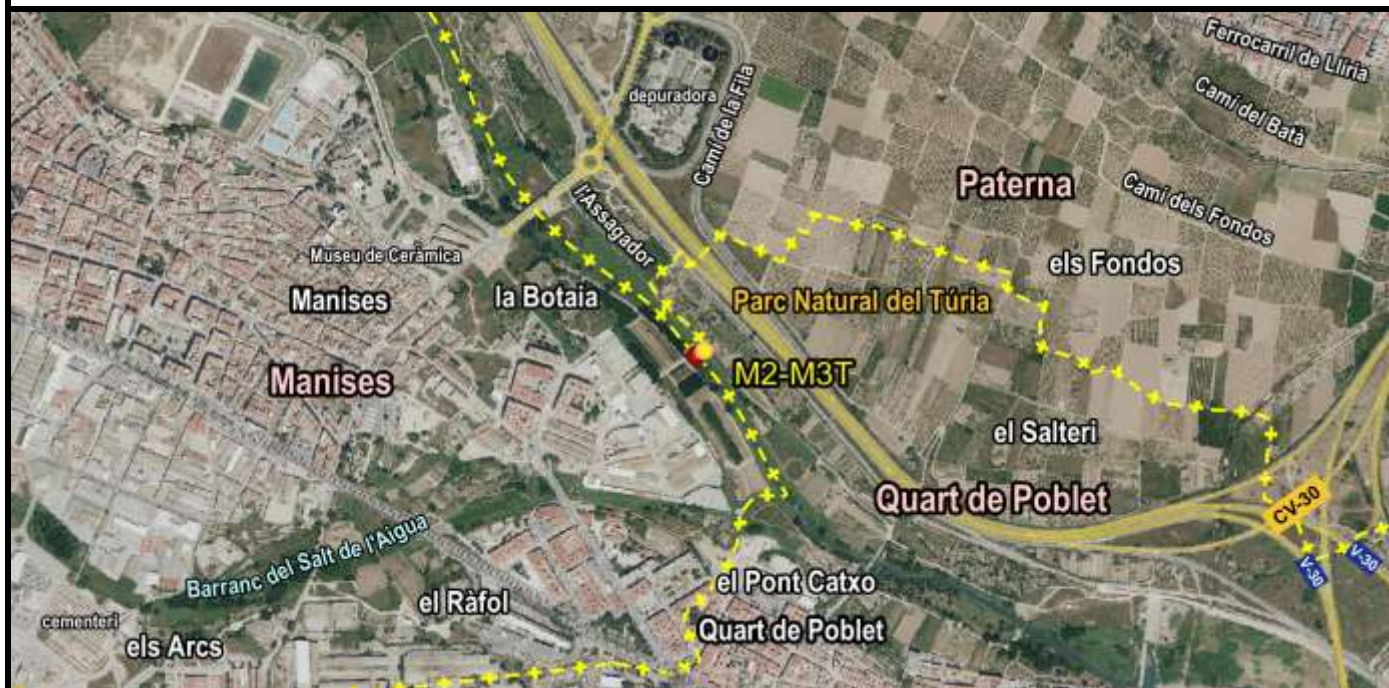 Ferrocarril de Llíria
depuradora
Camí de la Fila
Camí del Batà
Paterna
Camí dels Fondos
l'Assagador
Museu de Ceràmica
els Fondos
Manises
la Botaia
Parc Natural del Túria
Manises
M2-M3T
el Salteri
Quart de Poblet
CV-30
V-30
V-30
Barranc del Salt de l'Aigua
el Pont Catxo
el Ràfol
cementeri
els Arcs
Quart de Poblet